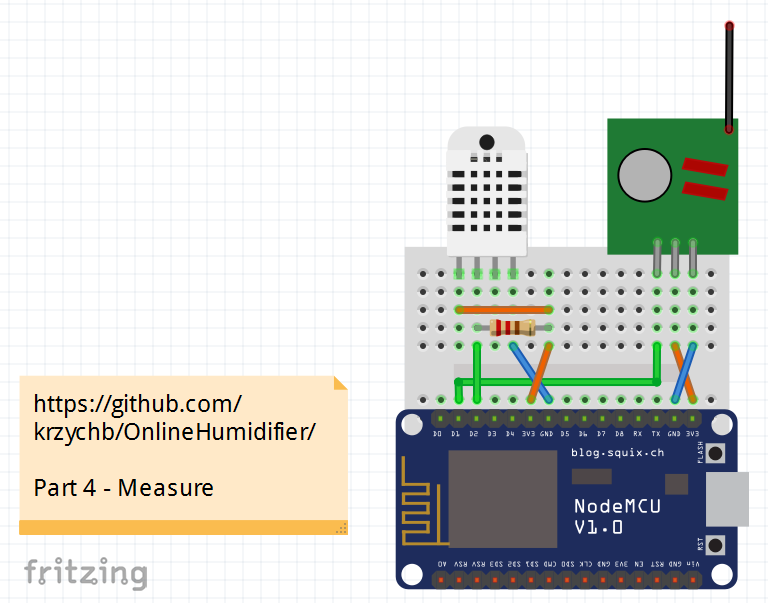 https://github.com/
krzychb/OnlineHumidifier/
Part 4 - Measure
fritzing
D0 D1 D2 D3 D4 3V3 GND D5 D6 D7 D8 RX TX GND 3V3
blog.squix.ch
FLASH
NodeMCU
V1.0
RST
A0 RSV RSV SD3 SD2 SD1 CMD SD0 CLK GND 3V3 EN RST GND Vin